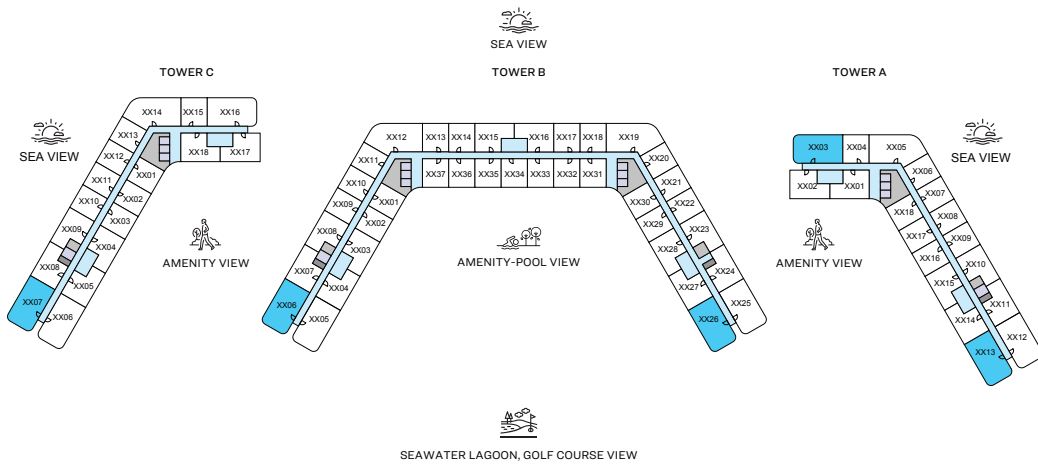 SEA VIEW
TOWER C
TOWER B
TOWER A
SEA VIEW
SEA VIEW
AMENITY VIEW
AMENITY-POOL VIEW
AMENITY VIEW
SEAWATER LAGOON, GOLF COURSE VIEW
XX14
XX15
XX16
XX13
XX18
XX17
XX12
XX01
XX11
XX02
XX10
XX03
XX09
XX04
XX08
XX05
XX07
XX06
XX12
XX13
XX14
XX15
XX16
XX17
XX18
XX19
XX11
XX37
XX36
XX35
XX34
XX33
XX32
XX31
XX20
XX10
XX01
XX30
XX21
XX09
XX02
XX29
XX22
XX08
XX03
XX28
XX23
XX07
XX04
XX27
XX24
XX06
XX05
XX26
XX25
XX03
XX04
XX05
XX02
XX01
XX06
XX18
XX07
XX17
XX08
XX16
XX09
XX15
XX10
XX14
XX11
XX13
XX12